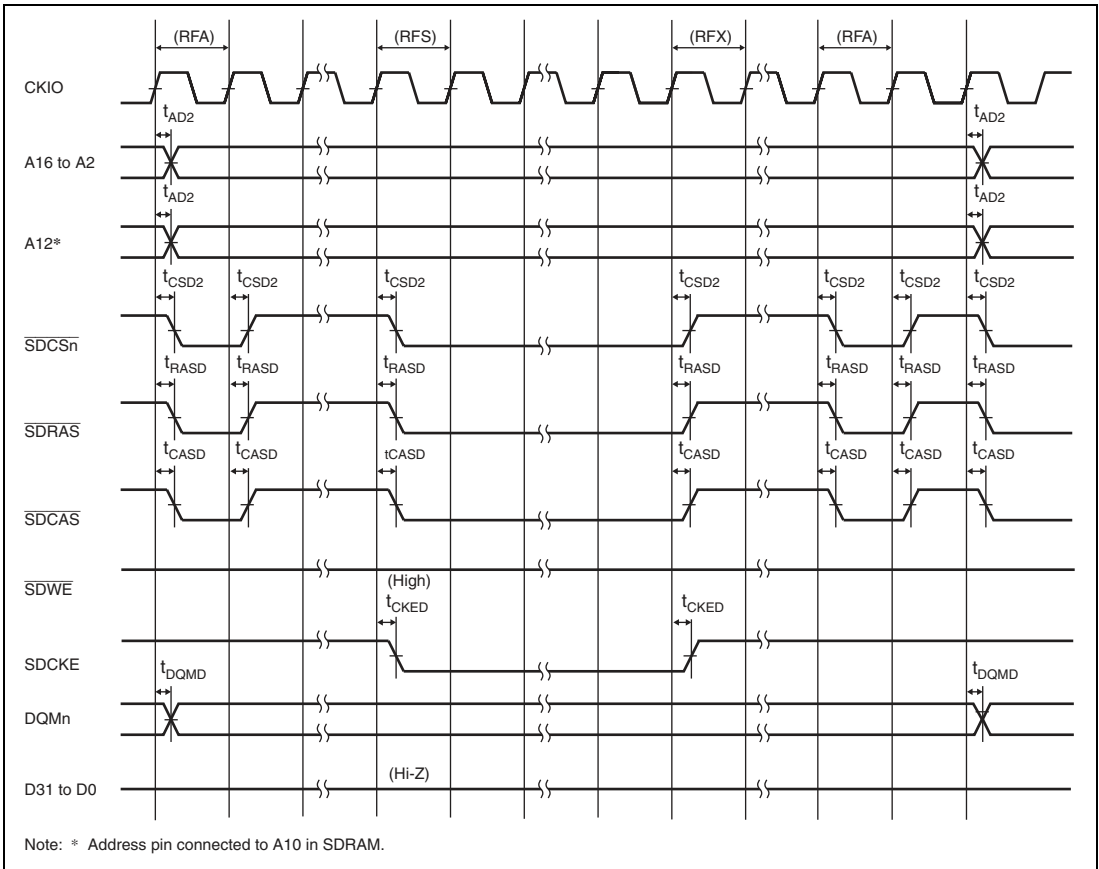 (RFA) (RFS) (RFX) (RFA)
CKIO
tAD2 tAD2
A16 to A2
tAD2 tAD2
A12*
tCSD2 tCSD2 tCSD2 tCSD2 tCSD2 tCSD2 tCSD2
SDCSn
tRASD tRASD tRASD tRASD tRASD tRASD tRASD
SDRAS
tCASD tCASD tCASD tCASD tCASD tCASD tCASD
SDCAS
SDWE (High)
tCKED tCKED
SDCKE
tDQMD tDQMD
DQMn
(Hi-Z)
D31 to D0
Note: * Address pin connected to A10 in SDRAM.